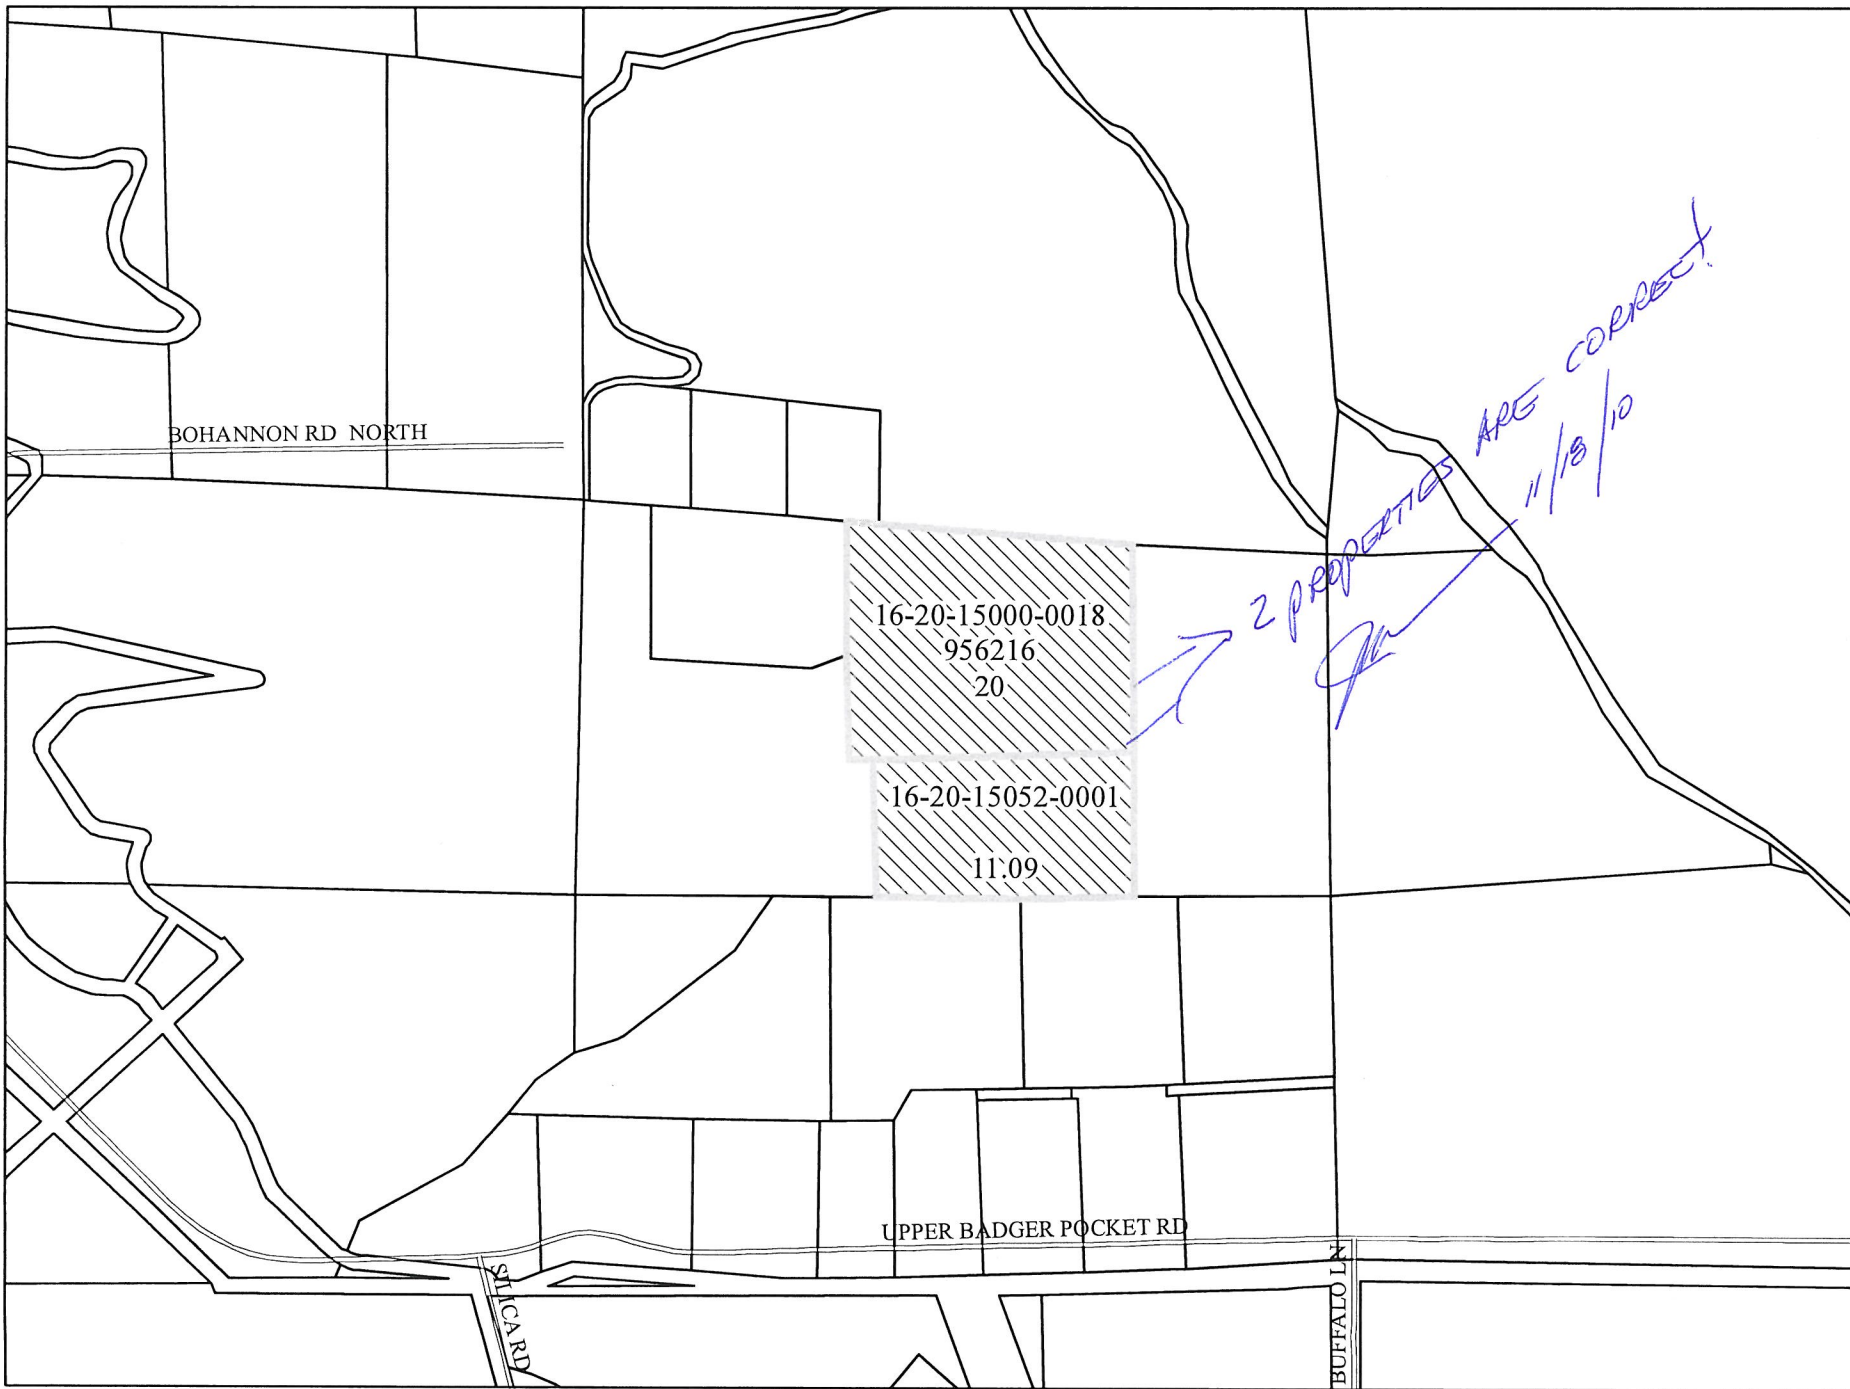 BOHANNON RD NORTH
16-20-15000-0018
956216
20
16-20-15052-0001
11.09
2 PROPERTIES ARE CORRECT
11/18/10
UPPER BADGER POCKET RD
SILICA RD
BUFFALO LN